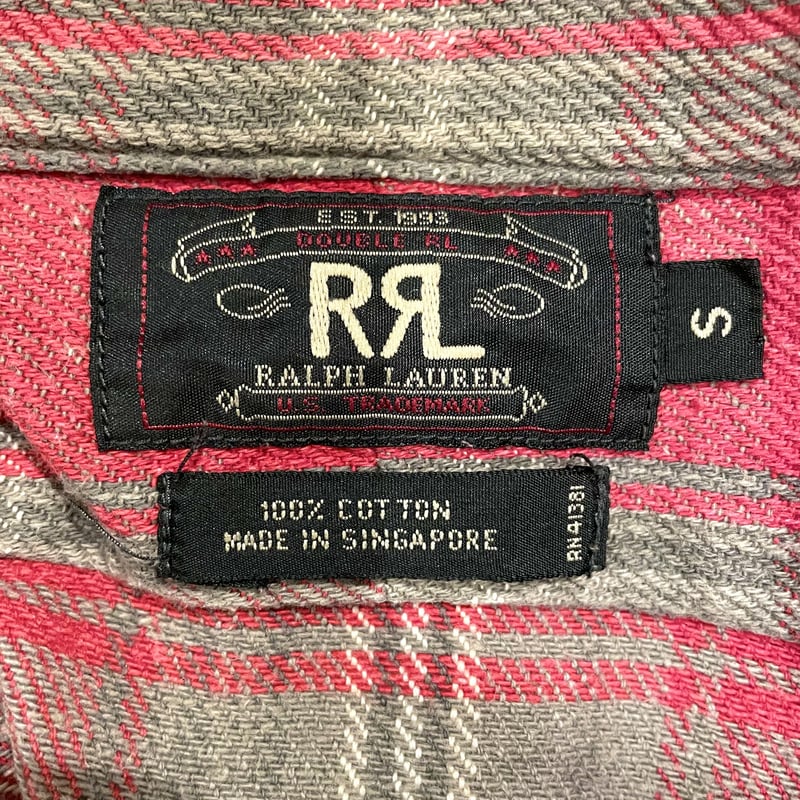 EST. 1993
DOUBLE RL
RRL
RALPH LAUREN
U.S. TRADEMARK
S
100% COTTON
MADE IN SINGAPORE
RN41381